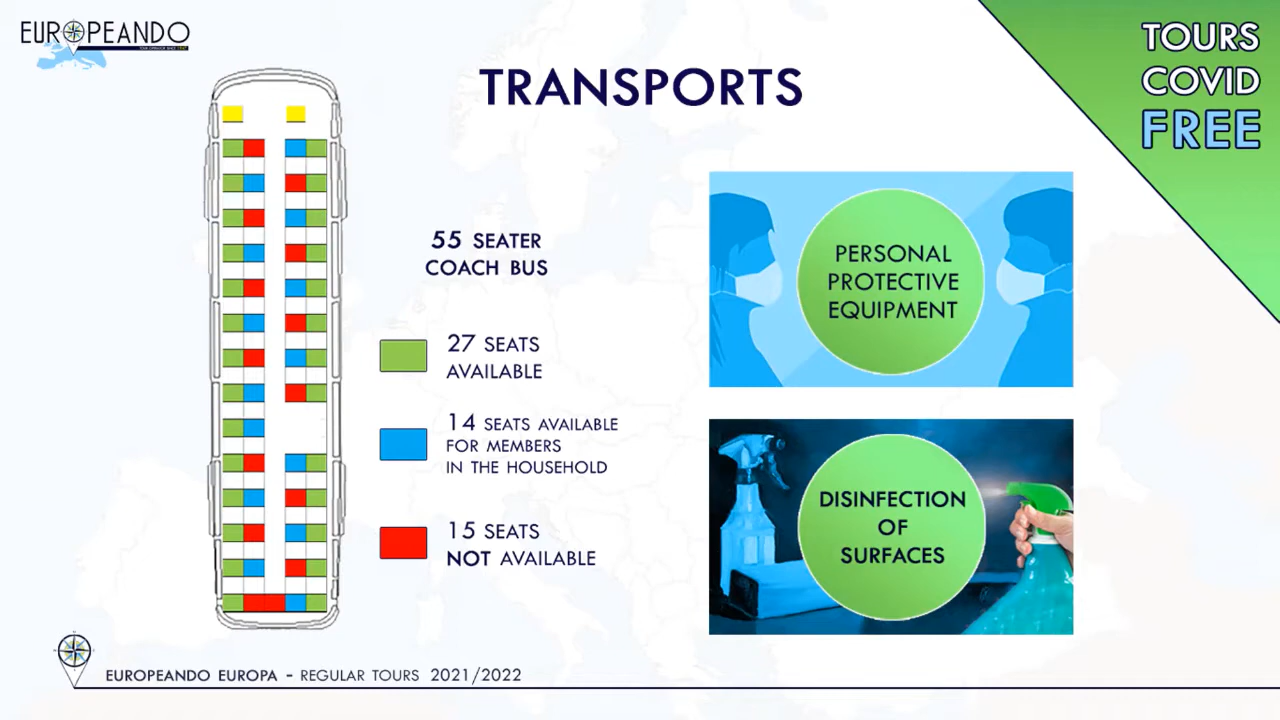 EUROPEANDO
TOURS
COVID
FREE
TRANSPORTS
55 SEATER
COACH BUS
27 SEATS
AVAILABLE
14 SEATS AVAILABLE
FOR MEMBERS
IN THE HOUSEHOLD
15 SEATS
NOT AVAILABLE
PERSONAL
PROTECTIVE
EQUIPMENT
DISINFECTION
OF
SURFACES
EUROPEANDO EUROPA - REGULAR TOURS 2021/2022